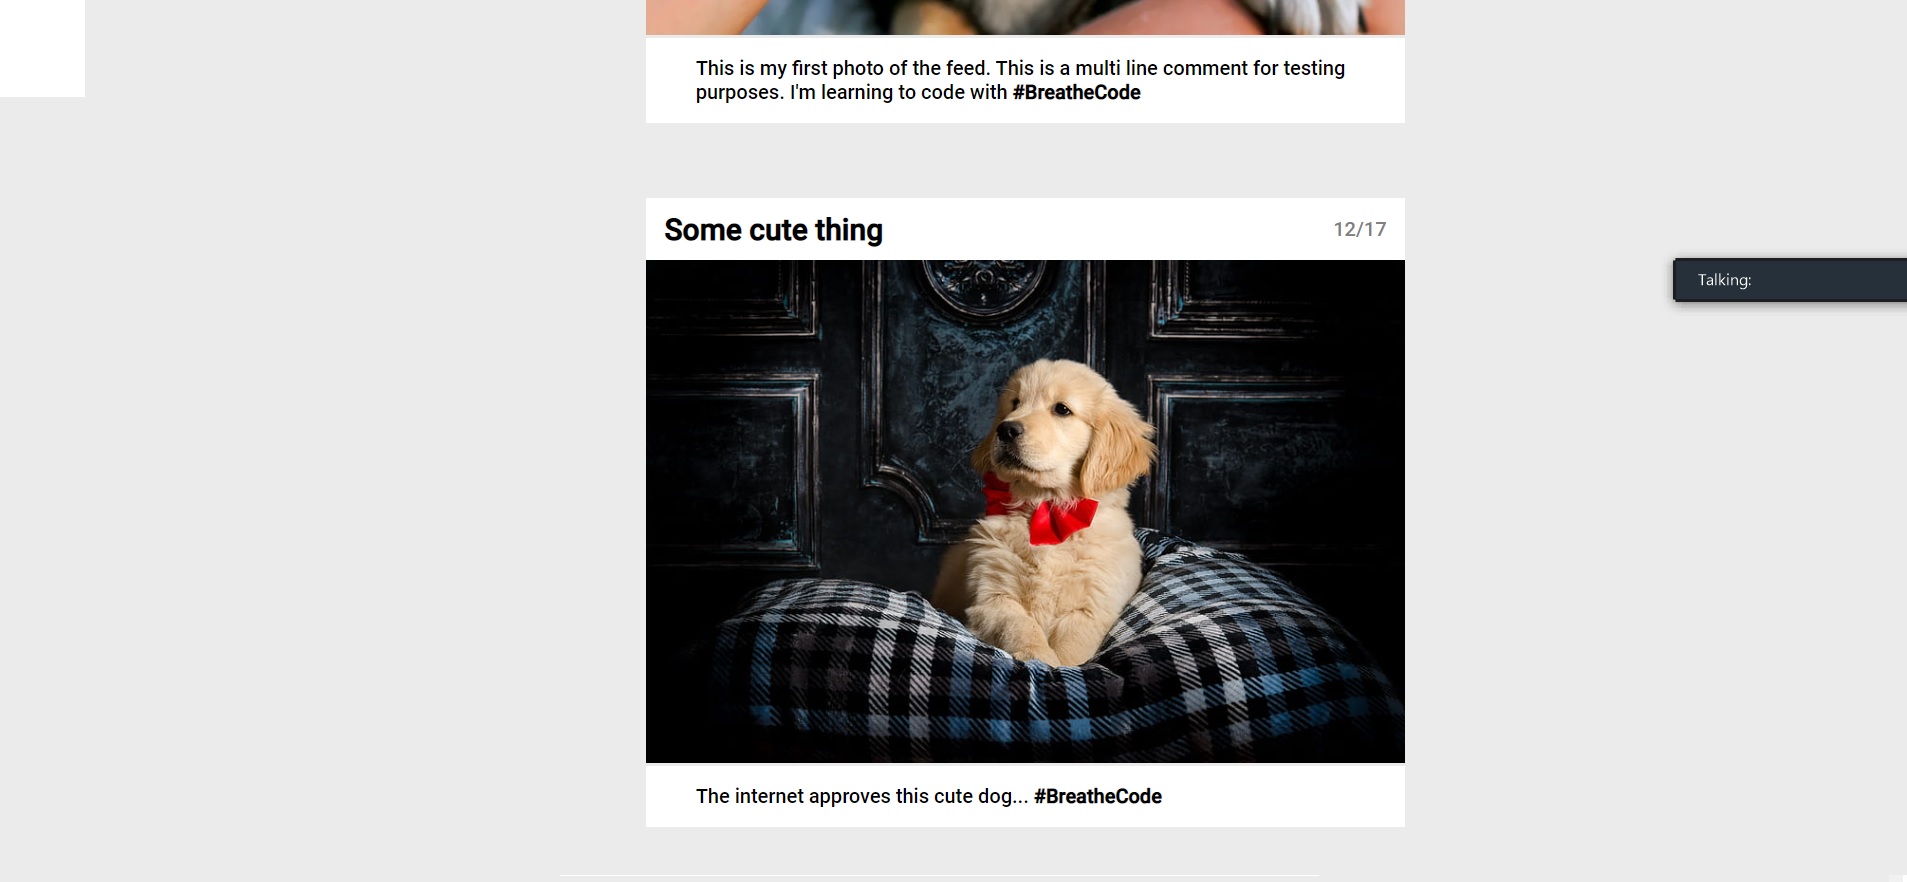 This is my first photo of the feed. This is a multi line comment for testing
purposes. I'm learning to code with #BreatheCode
Some cute thing
12/17
Talking:
The internet approves this cute dog... #BreatheCode